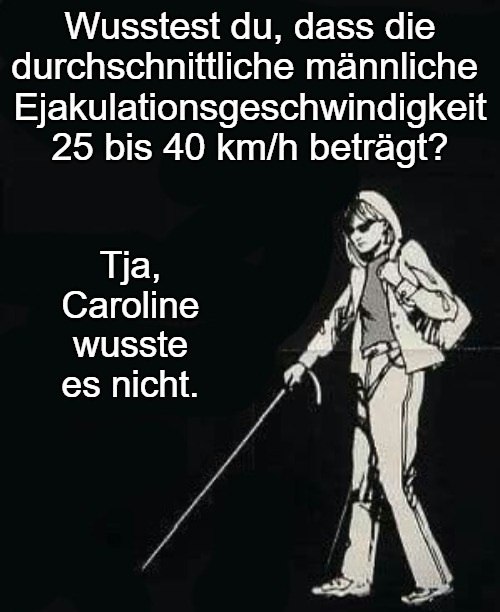 Wusstest du, dass die
durchschnittliche männliche
Ejakulationsgeschwindigkeit
25 bis 40 km/h beträgt?
Tja,
Caroline
wusste
es nicht.